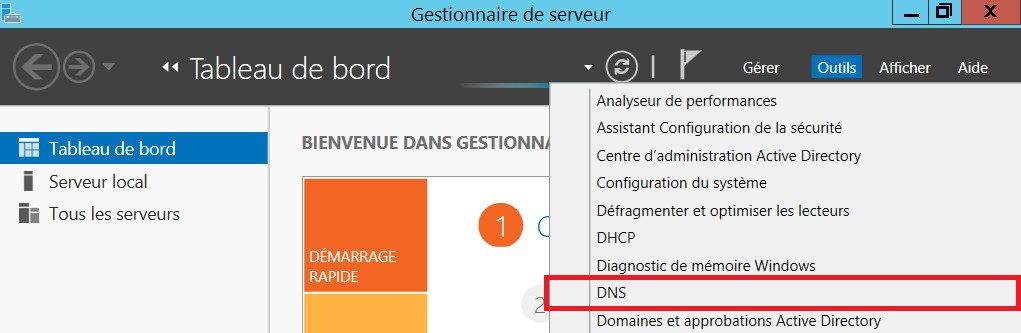 Gestionnaire de serveur
Tableau de bord
Gérer Outils Afficher Aide
Tableau de bord
Serveur local
Tous les serveurs
BIENVENUE DANS
1
DÉMARRAGE
RAPIDE
2
Analyseur de performances
Assistant Configuration de la sécurité
Centre d'administration Active Directory
Configuration du système
Défragmenter et optimiser les lecteurs
DHCP
Diagnostic de mémoire Windows
DNS
Domaines et approbations Active Directory